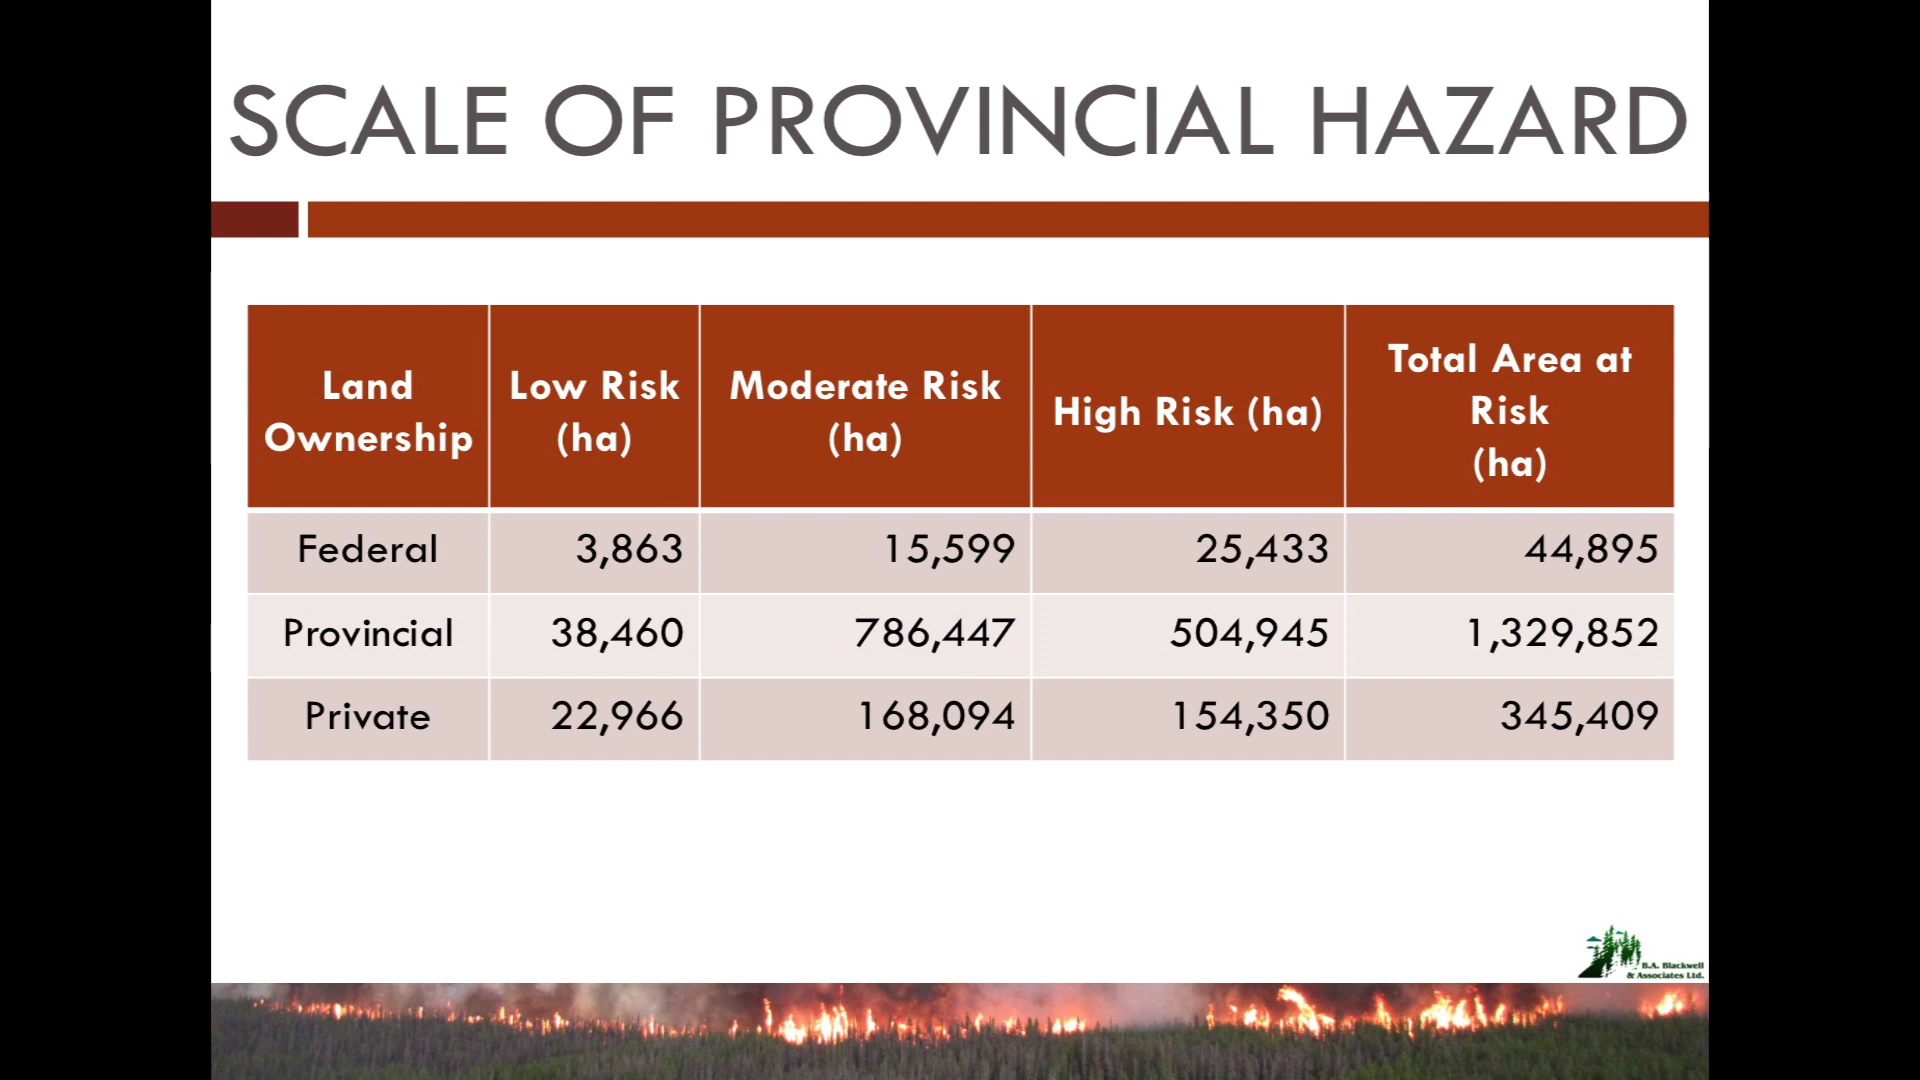 SCALE OF PROVINCIAL HAZARD
Land
Ownership
Low Risk
(ha)
Moderate Risk
(ha)
High Risk (ha)
Total Area at
Risk
(ha)
Federal 3,863 15,599 25,433 44,895
Provincial 38,460 786,447 504,945 1,329,852
Private 22,966 168,094 154,350 345,409
B.A. Blackwell
& Associates Ltd.